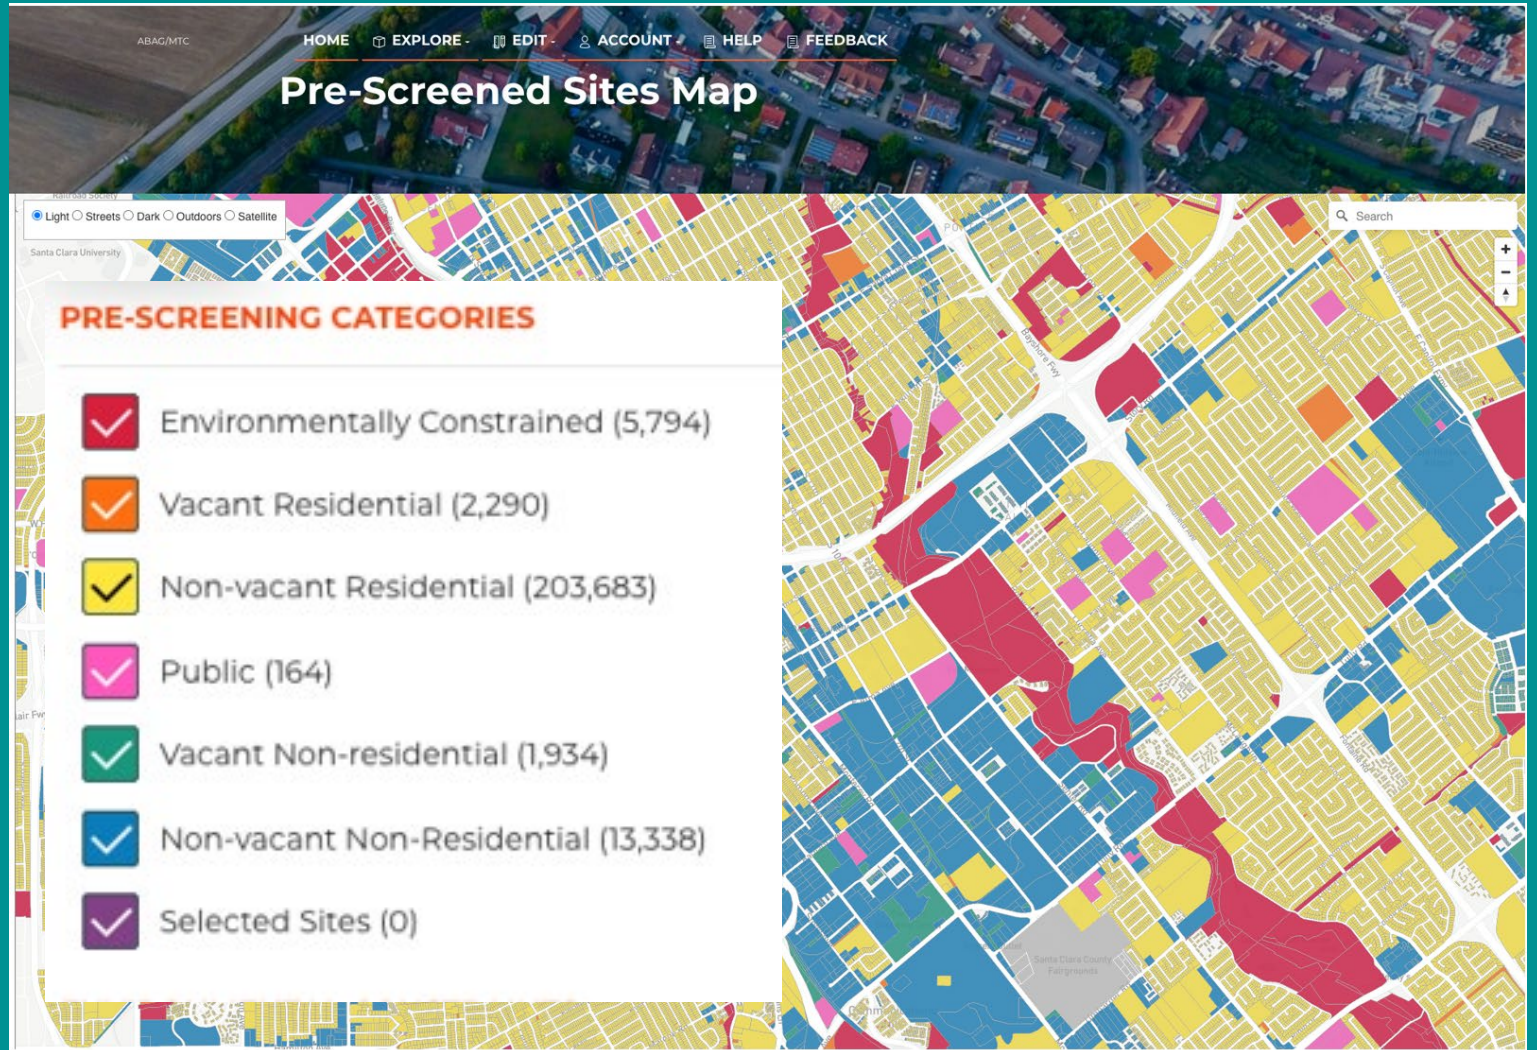 ABAG/MTC
HOME EXPLORE EDIT ACCOUNT HELP FEEDBACK
Pre-Screened Sites Map
Railroad Society
Light Streets Dark Outdoors Satellite
Search
Santa Clara University
PRE-SCREENING CATEGORIES
Environmentally Constrained (5,794)
Vacant Residential (2,290)
Non-vacant Residential (203,683)
Public (164)
Vacant Non-residential (1,934)
Non-vacant Non-Residential (13,338)
Selected Sites (0)
Bayshore Fwy
Santa Clara County
Fairgrounds